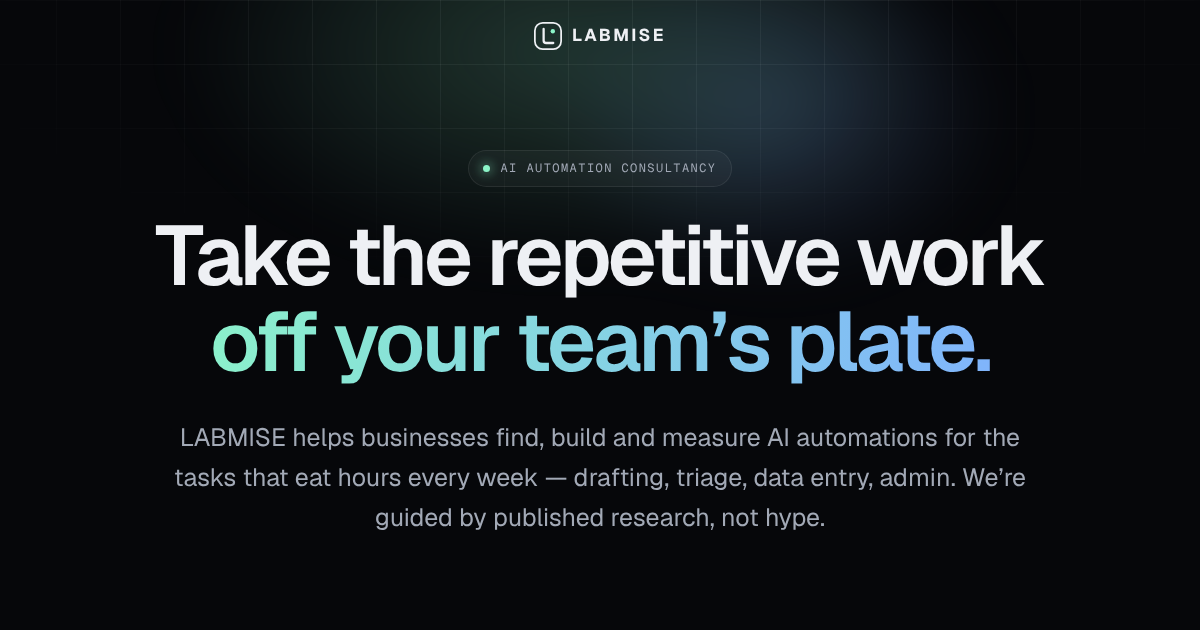 LABMISE
AI AUTOMATION CONSULTANCY
Take the repetitive work
off your team’s plate.
LABMISE helps businesses find, build and measure AI automations for the
tasks that eat hours every week — drafting, triage, data entry, admin. We’re
guided by published research, not hype.